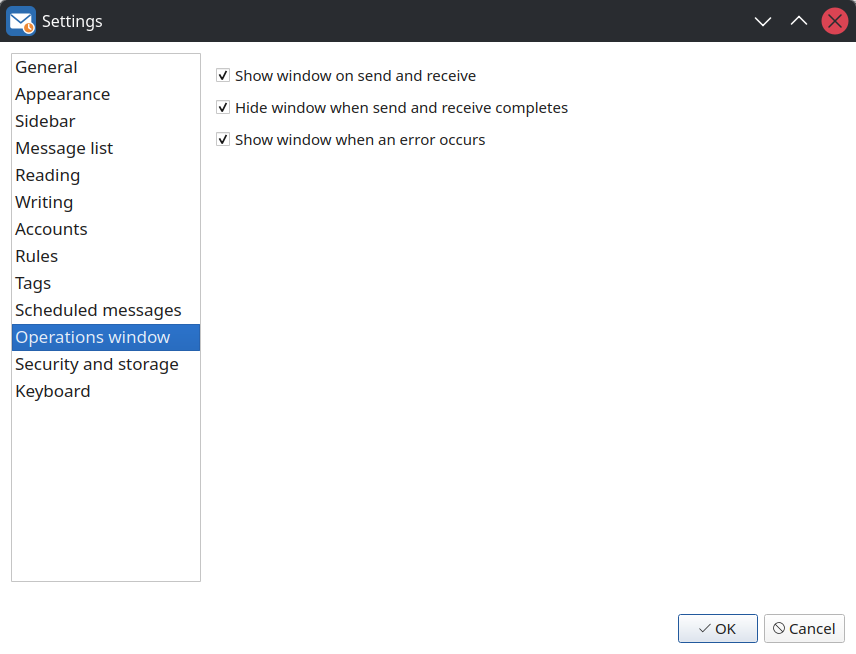 Settings
General
Appearance
Sidebar
Message list
Reading
Writing
Accounts
Rules
Tags
Scheduled messages
Operations window
Security and storage
Keyboard
Show window on send and receive
Hide window when send and receive completes
Show window when an error occurs
OK
Cancel